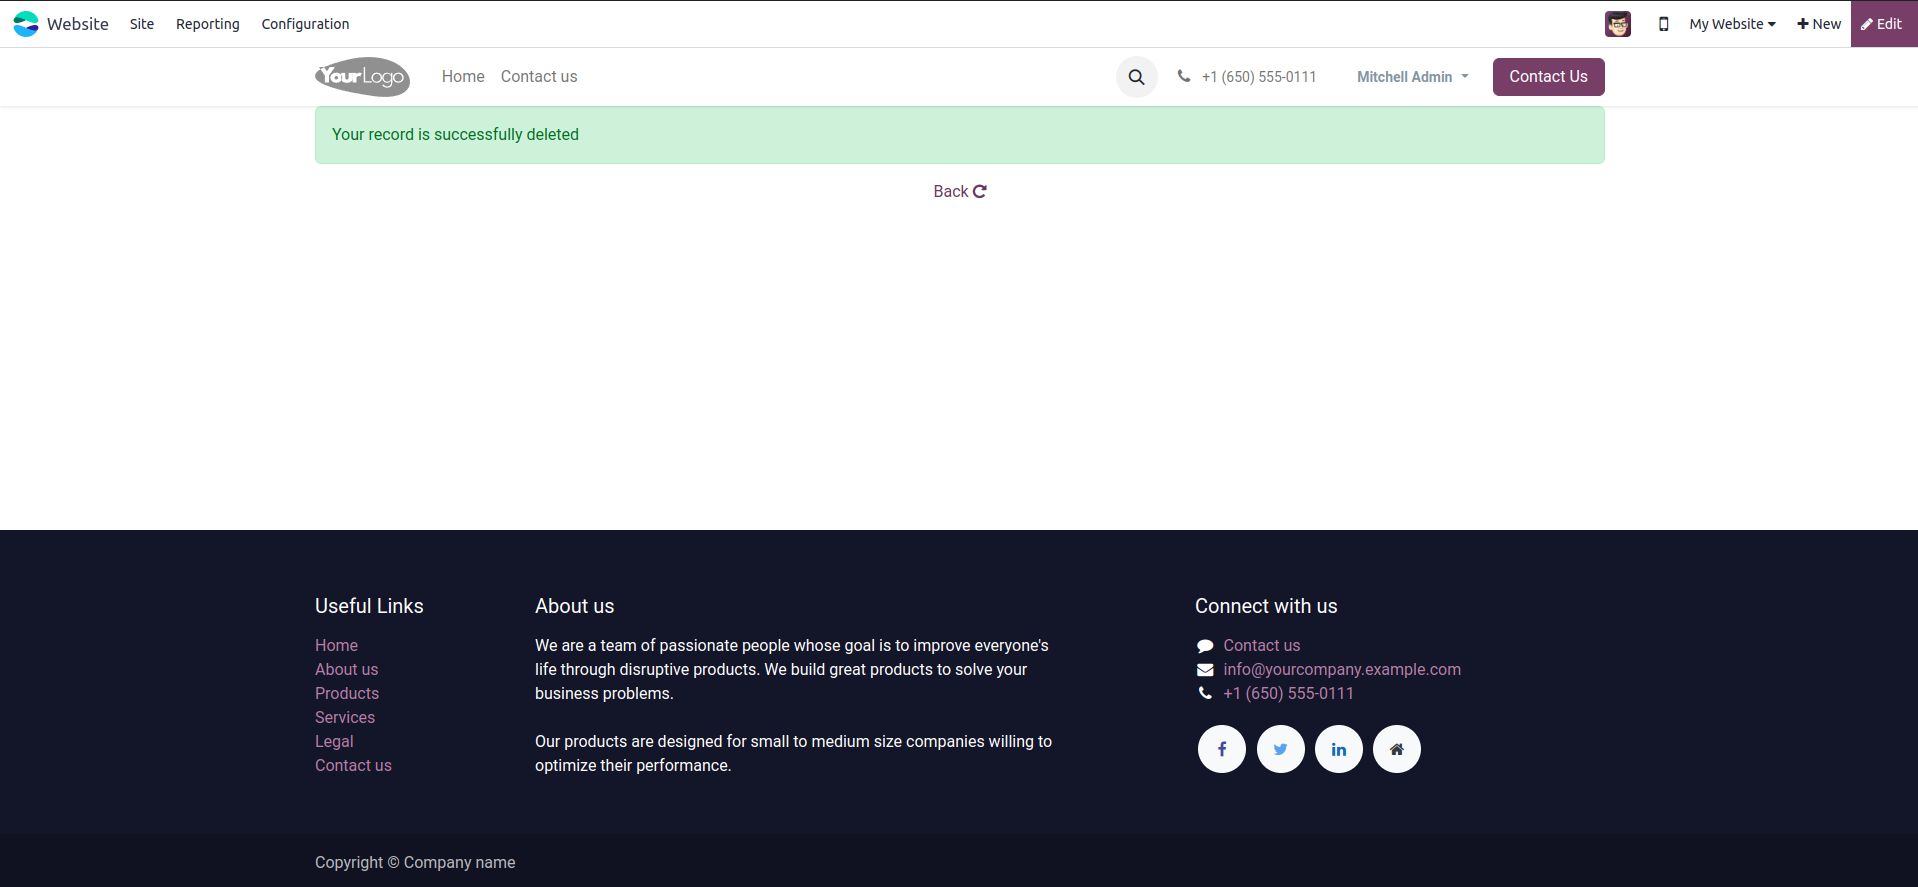 Website Site Reporting Configuration My Website New Edit
YourLogo Home Contact us +1 (650) 555-0111 Mitchell Admin Contact Us
Your record is successfully deleted
Back
Useful Links
Home
About us
Products
Services
Legal
Contact us
About us
We are a team of passionate people whose goal is to improve everyone's
life through disruptive products. We build great products to solve your
business problems.
Our products are designed for small to medium size companies willing to
optimize their performance.
Connect with us
Contact us
info@yourcompany.example.com
+1 (650) 555-0111
Copyright © Company name